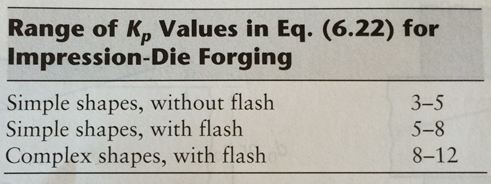 Range of Kp Values in Eq. (6.22) for
Impression-Die Forging
Simple shapes, without flash 3–5
Simple shapes, with flash 5–8
Complex shapes, with flash 8–12